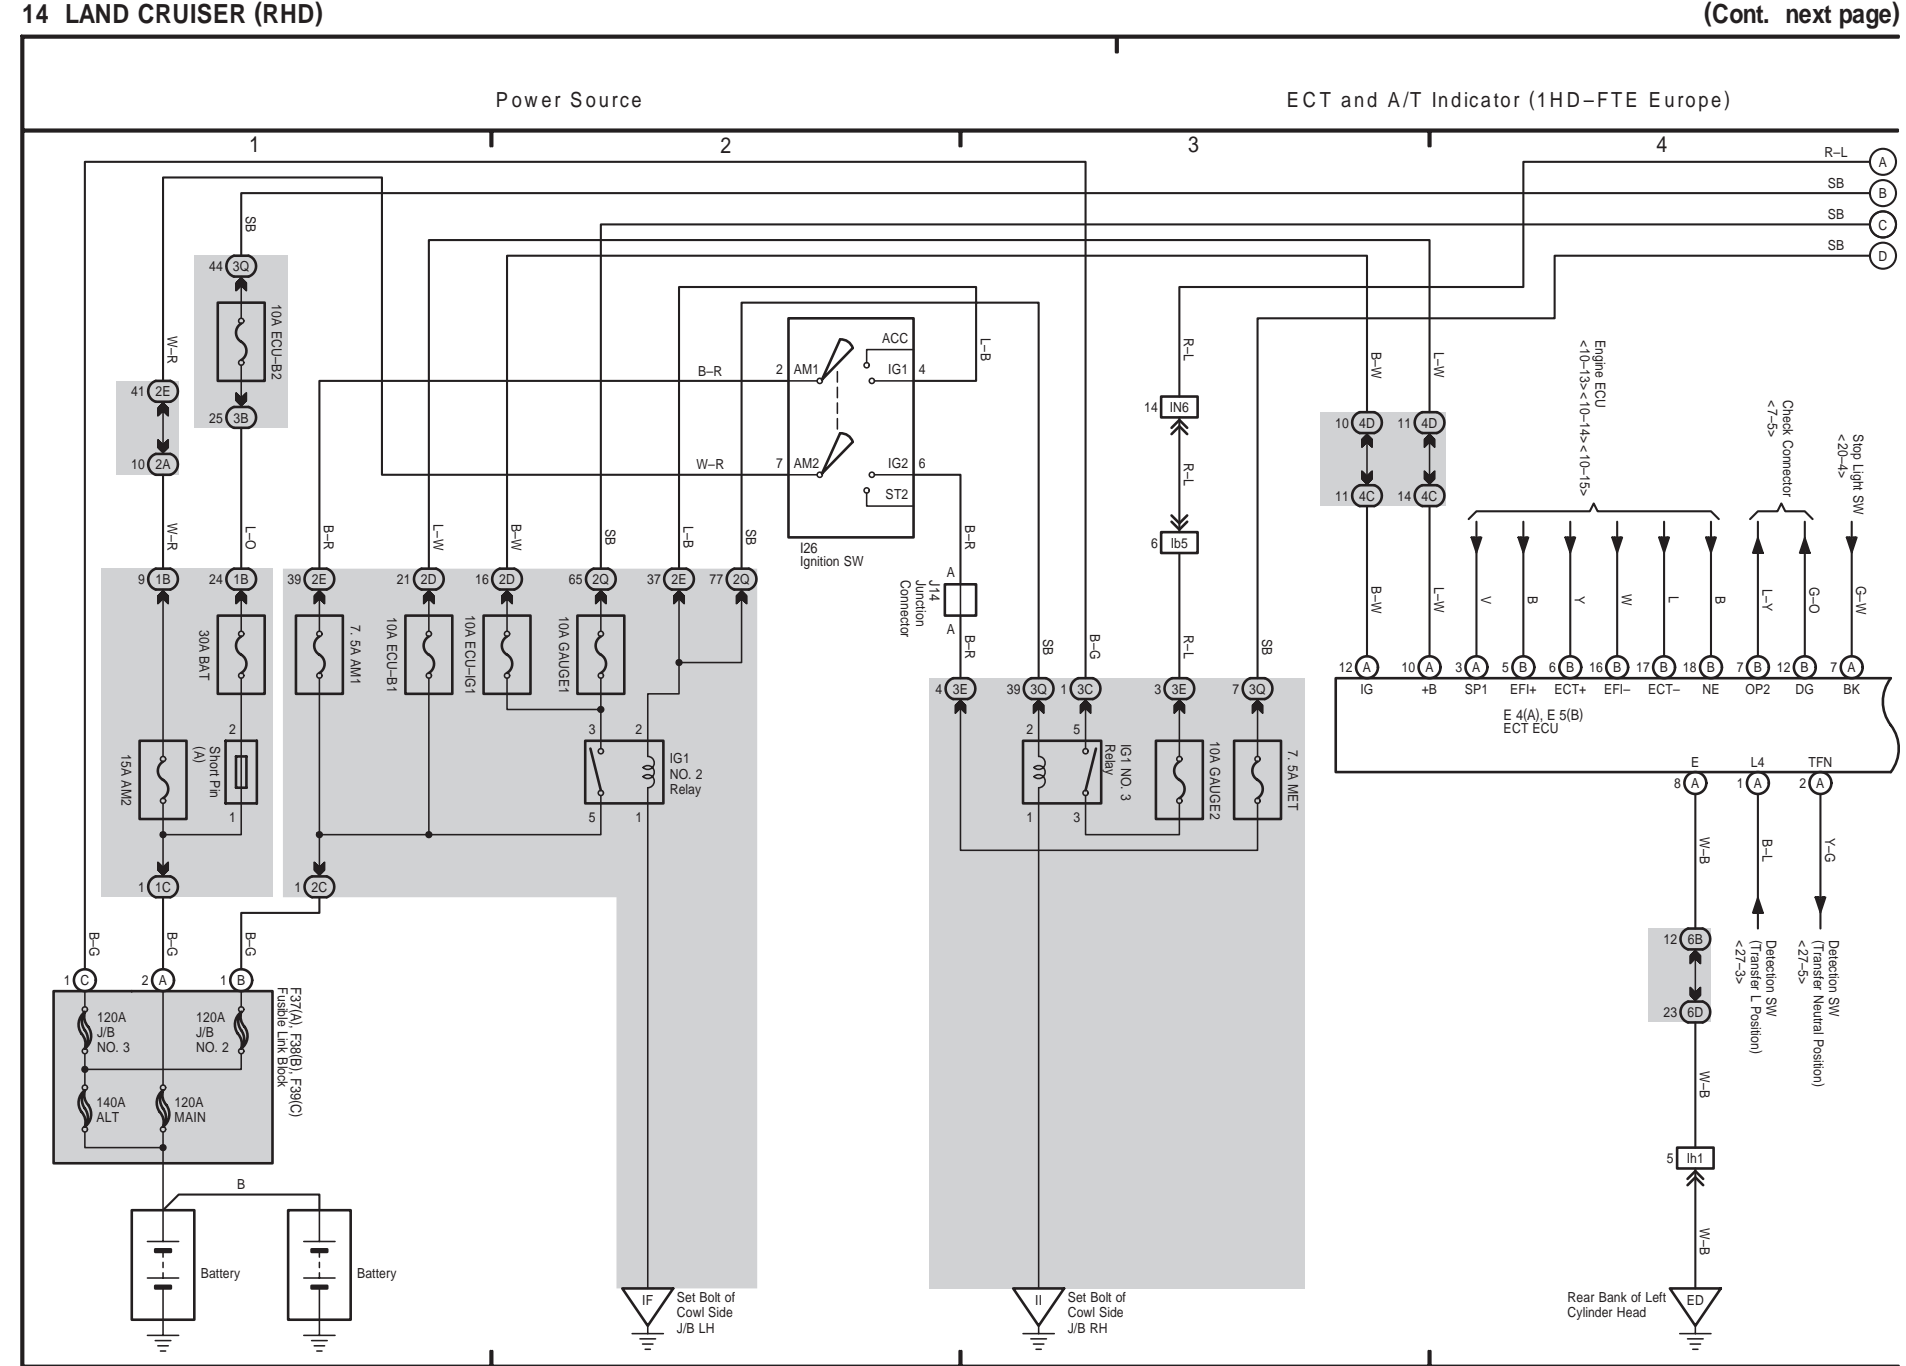 14 LAND CRUISER (RHD)
(Cont. next page)
Power Source
ECT and A/T Indicator (1HD–FTE Europe)
1
2
3
4
R–L
A
SB
B
SB
C
SB
D
SB
44
3Q
10A ECU–B2
25
3B
W–R
41
2E
10
2A
W–R
L–O
B–R
L–W
B–W
SB
L–B
SB
B–R
2
AM1
ACC
IG1
4
L–B
W–R
7
AM2
IG2
6
ST2
I26
Ignition SW
B–R
A
J14
Junction
Connector
A
B–R
SB
B–G
R–L
14
IN6
R–L
6
Ib5
R–L
SB
B–W
L–W
10
4D
11
4D
11
4C
14
4C
B–W
L–W
Engine ECU
<10–13><10–14><10–15>
Check Connector
<7–5>
Stop Light SW
<20–4>
V
B
Y
W
L
B
L–Y
G–O
G–W
9
1B
24
1B
39
2E
21
2D
16
2D
65
2Q
37
2E
77
2Q
30A BAT
7. 5A AM1
10A ECU–B1
10A ECU–IG1
10A GAUGE1
2
Short Pin
(A)
1
15A AM2
3
2
IG1
NO. 2
Relay
5
1
4
3E
39
3Q
1
3C
3
3E
7
3Q
2
5
IG1 NO. 3
Relay
1
3
10A GAUGE2
7. 5A MET
12
A
10
A
3
A
5
B
6
B
16
B
17
B
18
B
7
B
12
B
7
A
IG
+B
SP1
EFI+
ECT+
EFI–
ECT–
NE
OP2
DG
BK
E 4(A), E 5(B)
ECT ECU
E
L4
TFN
8
A
1
A
2
A
W–B
B–L
Y–G
12
6B
23
6D
Detection SW
(Transfer L Position)
<27–3>
Detection SW
(Transfer Neutral Position)
<27–5>
W–B
5
Ih1
W–B
1
1C
1
2C
B–G
B–G
B–G
1
C
2
A
1
B
120A
J/B
NO. 3
120A
J/B
NO. 2
140A
ALT
120A
MAIN
F37(A), F38(B), F39(C)
Fusible Link Block
B
Battery
Battery
IF
Set Bolt of
Cowl Side
J/B LH
II
Set Bolt of
Cowl Side
J/B RH
Rear Bank of Left
Cylinder Head
ED